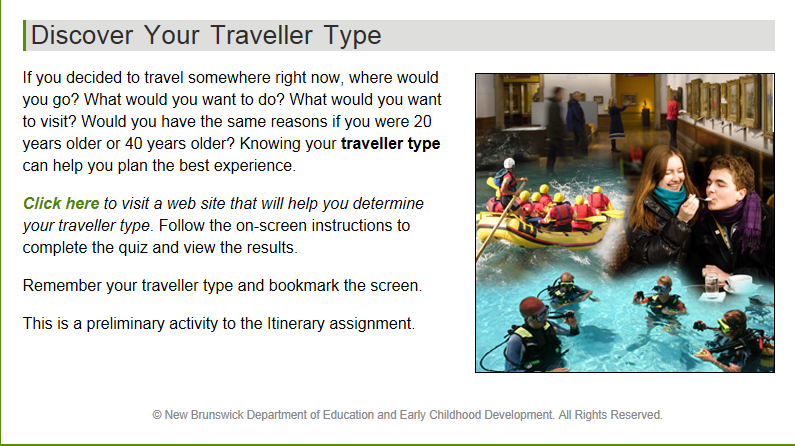 Discover Your Traveller Type
If you decided to travel somewhere right now, where would
you go? What would you want to do? What would you want
to visit? Would you have the same reasons if you were 20
years older or 40 years older? Knowing your traveller type
can help you plan the best experience.
Click here to visit a web site that will help you determine
your traveller type. Follow the on-screen instructions to
complete the quiz and view the results.
Remember your traveller type and bookmark the screen.
This is a preliminary activity to the Itinerary assignment.
© New Brunswick Department of Education and Early Childhood Development. All Rights Reserved.